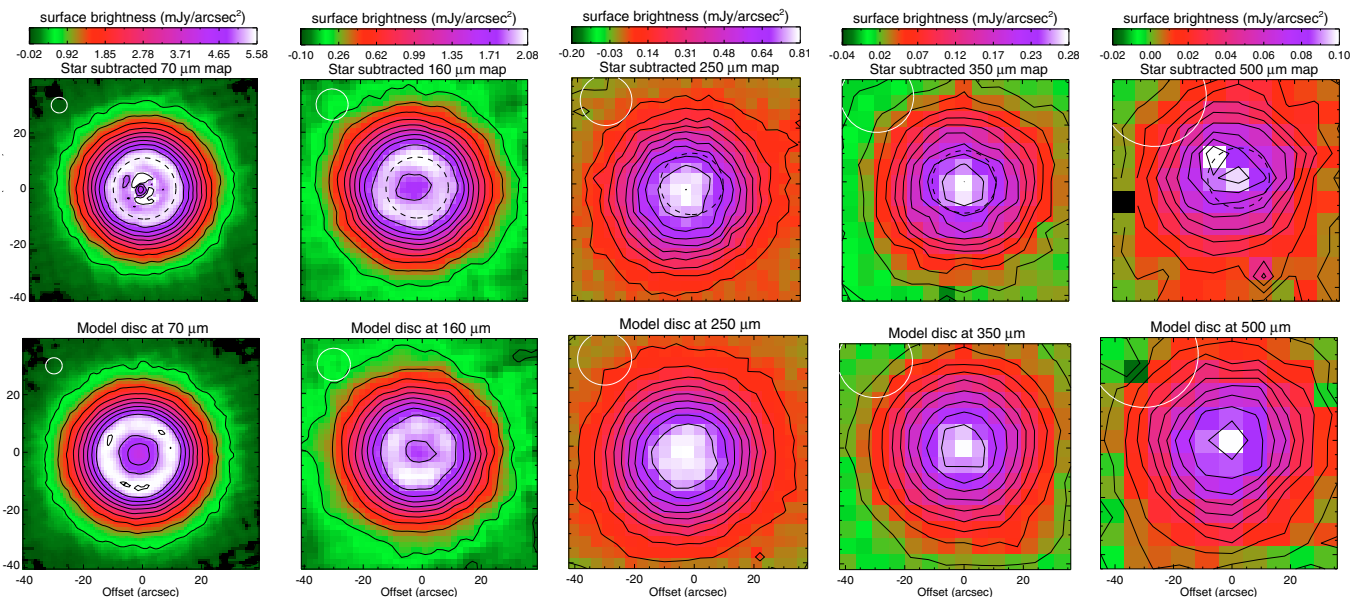 surface brightness (mJy/arcsec²) surface brightness (mJy/arcsec²) surface brightness (mJy/arcsec²) surface brightness (mJy/arcsec²) surface brightness (mJy/arcsec²)
-0.02 0.92 1.85 2.78 3.71 4.65 5.58 -0.10 0.26 0.62 0.99 1.35 1.71 2.08 -0.20 -0.03 0.14 0.31 0.48 0.64 0.81 -0.04 0.02 0.07 0.12 0.17 0.23 0.28 -0.02 0.00 0.02 0.04 0.06 0.08 0.10
Star subtracted 70 μm map Star subtracted 160 μm map Star subtracted 250 μm map Star subtracted 350 μm map Star subtracted 500 μm map
20
0
-20
-40
Model disc at 70 μm Model disc at 160 μm Model disc at 250 μm Model disc at 350 μm Model disc at 500 μm
20
0
-20
-40
-40 -20 0 20 -40 -20 0 20 -40 -20 0 20 -40 -20 0 20 -40 -20 0 20
Offset (arcsec) Offset (arcsec) Offset (arcsec) Offset (arcsec) Offset (arcsec)